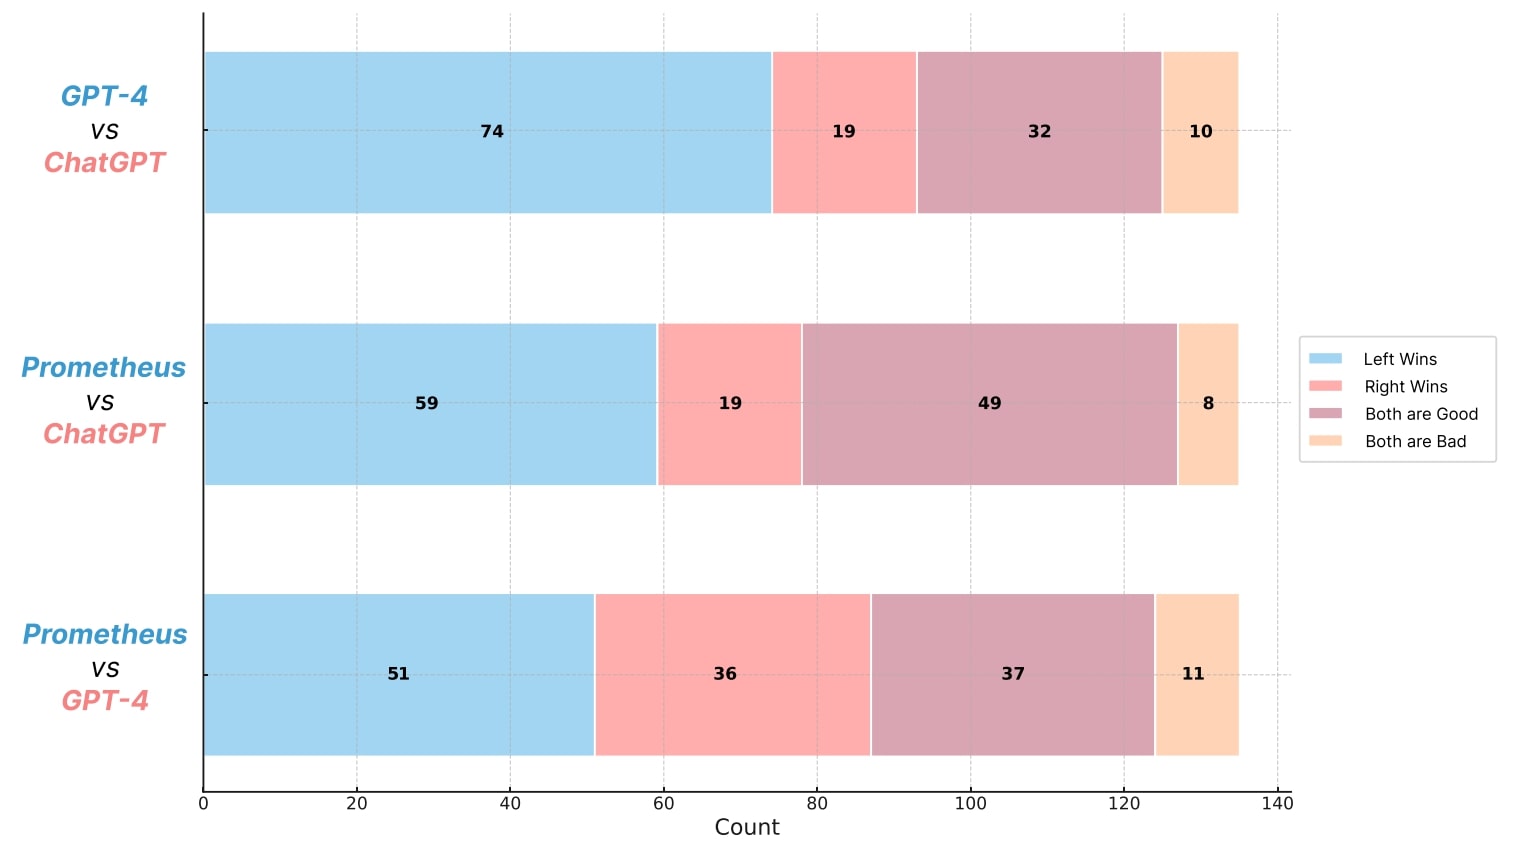 GPT-4
vs
ChatGPT
74 19 32 10
Prometheus
vs
ChatGPT
59 19 49 8
Left Wins
Right Wins
Both are Good
Both are Bad
Prometheus
vs
GPT-4
51 36 37 11
0 20 40 60 80 100 120 140
Count